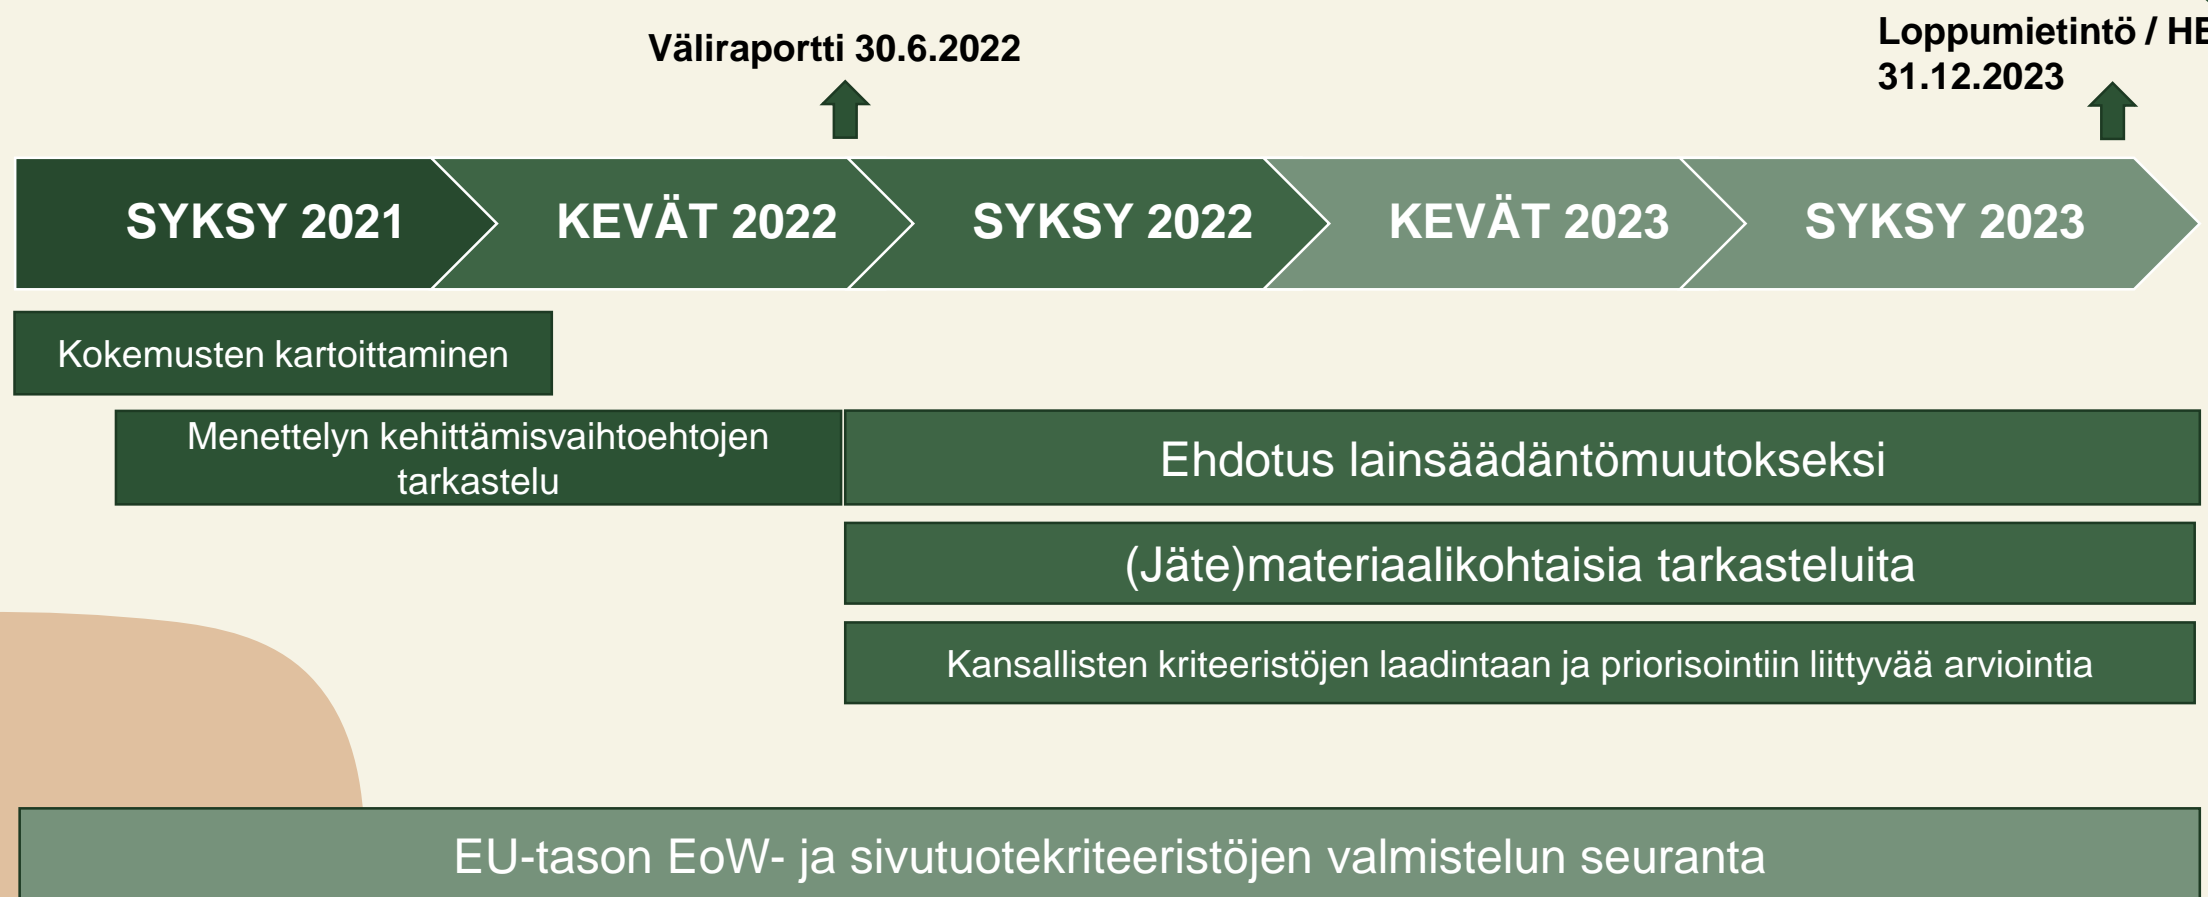 Väliraportti 30.6.2022
Loppumietintö / HE
31.12.2023
SYKSY 2021
KEVÄT 2022
SYKSY 2022
KEVÄT 2023
SYKSY 2023
Kokemusten kartoittaminen
Menettelyn kehittämisvaihtoehtojen
tarkastelu
Ehdotus lainsäädäntömuutokseksi
(Jäte)materiaalikohtaisia tarkasteluita
Kansallisten kriteeristöjen laadintaan ja priorisointiin liittyvää arviointia
EU-tason EoW- ja sivutuotekriteeristöjen valmistelun seuranta